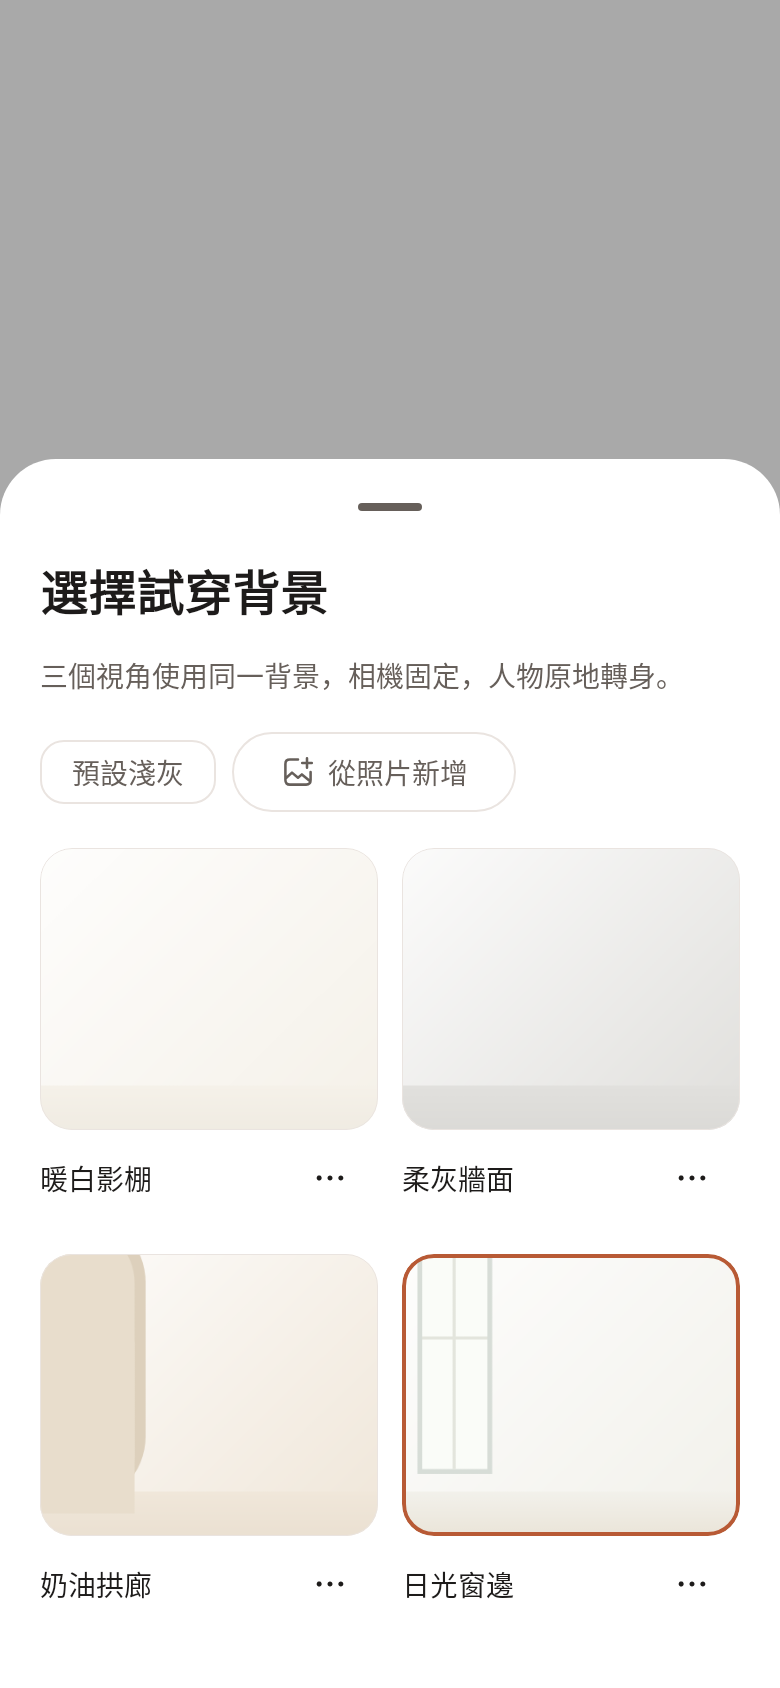 選擇試穿背景
三個視角使用同一背景，相機固定，人物原地轉身。
預設淺灰
從照片新增
暖白影棚
柔灰牆面
奶油拱廊
日光窗邊